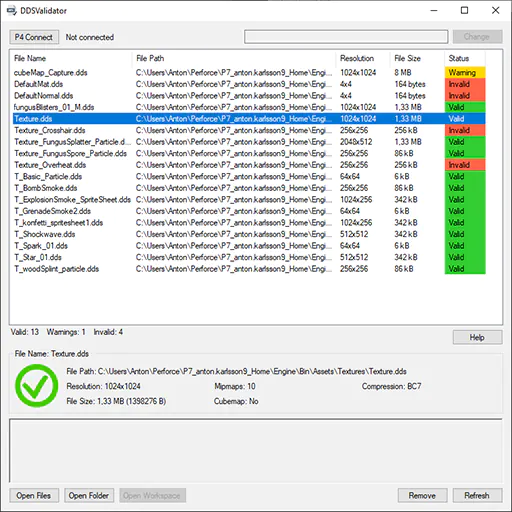 DDSValidator
P4 Connect Not connected Change
File Name File Path Resolution File Size Status
cubeMap_Capture.dds C:\Users\Anton\Perforce\P7_anton.karlsson9_Home\Engi... 1024x1024 8 MB Warning
DefaultMat.dds C:\Users\Anton\Perforce\P7_anton.karlsson9_Home\Engi... 4x4 164 bytes Invalid
DefaultNormal.dds C:\Users\Anton\Perforce\P7_anton.karlsson9_Home\Engi... 4x4 164 bytes Invalid
fungusBlisters_01_M.dds C:\Users\Anton\Perforce\P7_anton.karlsson9_Home\Engi... 1024x1024 1,33 MB Valid
Texture.dds C:\Users\Anton\Perforce\P7_anton.karlsson9_Home\Engi... 1024x1024 1,33 MB Valid
Texture_Crosshair.dds C:\Users\Anton\Perforce\P7_anton.karlsson9_Home\Engi... 256x256 256 kB Invalid
Texture_FungusSplatter_Particle.d... C:\Users\Anton\Perforce\P7_anton.karlsson9_Home\Engi... 2048x512 1,33 MB Valid
Texture_FungusSpore_Particle.dds C:\Users\Anton\Perforce\P7_anton.karlsson9_Home\Engi... 256x256 86 kB Valid
Texture_Overheat.dds C:\Users\Anton\Perforce\P7_anton.karlsson9_Home\Engi... 256x256 256 kB Invalid
T_Basic_Particle.dds C:\Users\Anton\Perforce\P7_anton.karlsson9_Home\Engi... 64x64 6 kB Valid
T_BombSmoke.dds C:\Users\Anton\Perforce\P7_anton.karlsson9_Home\Engi... 256x256 86 kB Valid
T_ExplosionSmoke_SpriteSheet.dds C:\Users\Anton\Perforce\P7_anton.karlsson9_Home\Engi... 1024x256 342 kB Valid
T_GrenadeSmoke2.dds C:\Users\Anton\Perforce\P7_anton.karlsson9_Home\Engi... 64x64 6 kB Valid
T_konfetti_spritesheet1.dds C:\Users\Anton\Perforce\P7_anton.karlsson9_Home\Engi... 1024x256 342 kB Valid
T_Shockwave.dds C:\Users\Anton\Perforce\P7_anton.karlsson9_Home\Engi... 512x512 342 kB Valid
T_Spark_01.dds C:\Users\Anton\Perforce\P7_anton.karlsson9_Home\Engi... 64x64 6 kB Valid
T_Star_01.dds C:\Users\Anton\Perforce\P7_anton.karlsson9_Home\Engi... 512x512 342 kB Valid
T_woodSplint_particle.dds C:\Users\Anton\Perforce\P7_anton.karlsson9_Home\Engi... 256x256 86 kB Valid
Valid: 13 Warnings: 1 Invalid: 4
Help
File Name: Texture.dds
File Path: C:\Users\Anton\Perforce\P7_anton.karlsson9_Home\Engine\Bin\Assets\Textures\Texture.dds
Resolution: 1024x1024 Mipmaps: 10 Compression: BC7
File Size: 1,33 MB (1398276 B) Cubemap: No
Open Files Open Folder Open Workspace Remove Refresh